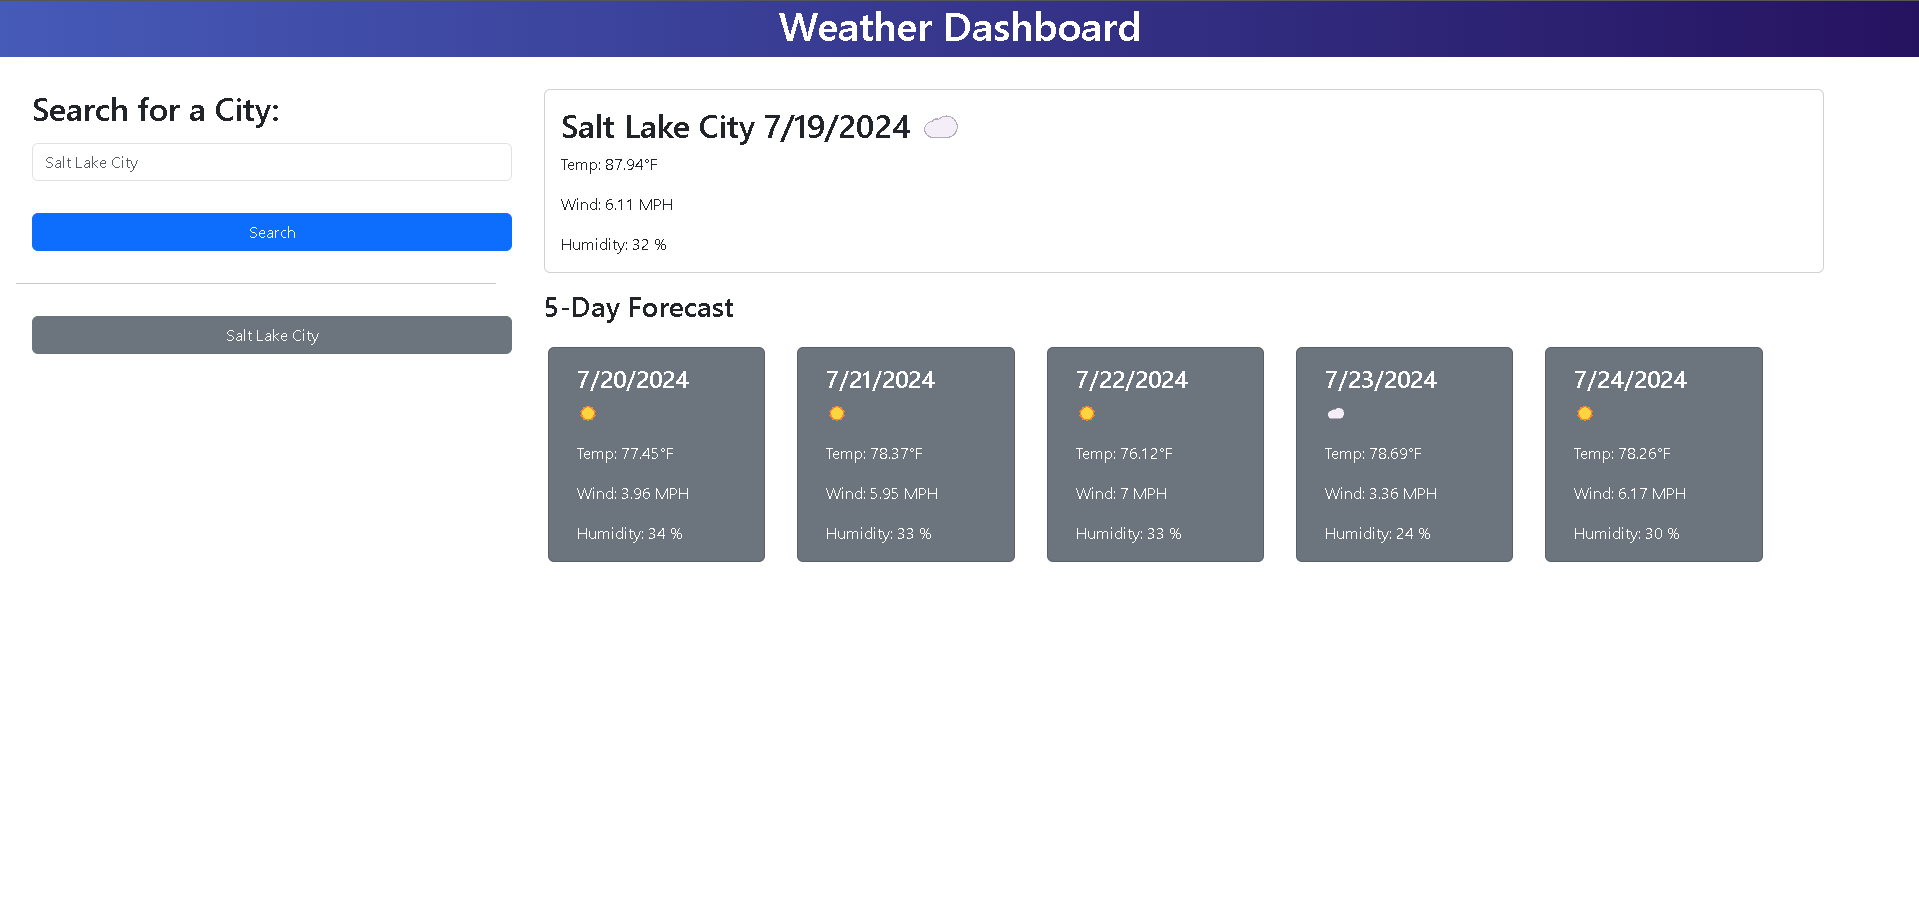 Weather Dashboard
Search for a City:
Salt Lake City
Search
Salt Lake City
Salt Lake City 7/19/2024
Temp: 87.94°F
Wind: 6.11 MPH
Humidity: 32 %
5-Day Forecast
7/20/2024
Temp: 77.45°F
Wind: 3.96 MPH
Humidity: 34 %
7/21/2024
Temp: 78.37°F
Wind: 5.95 MPH
Humidity: 33 %
7/22/2024
Temp: 76.12°F
Wind: 7 MPH
Humidity: 33 %
7/23/2024
Temp: 78.69°F
Wind: 3.36 MPH
Humidity: 24 %
7/24/2024
Temp: 78.26°F
Wind: 6.17 MPH
Humidity: 30 %